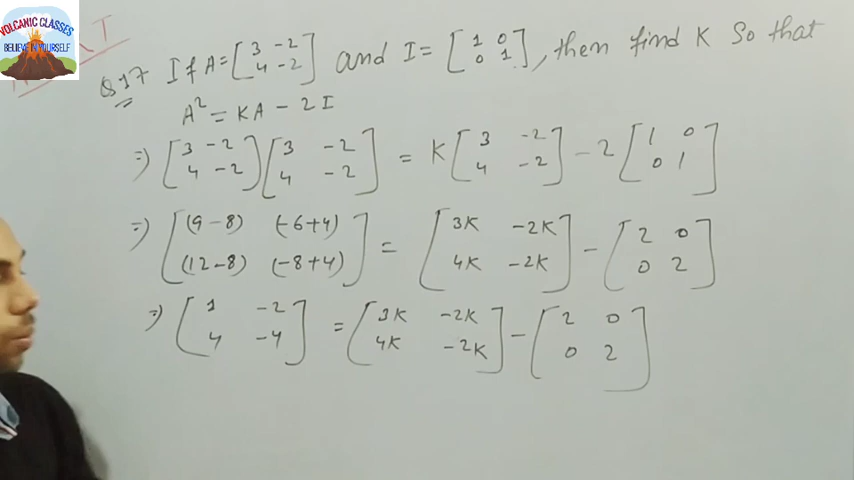 VOLCANIC CLASSES
BELIEVE IN YOURSELF
Q17 If A = [3 -2; 4 -2] and I = [1 0; 0 1], then find K So that
A² = KA - 2I
⇒ [3 -2; 4 -2] [3 -2; 4 -2] = K [3 -2; 4 -2] - 2 [1 0; 0 1]
⇒ [(9-8) (-6+4); (12-8) (-8+4)] = [3K -2K; 4K -2K] - [2 0; 0 2]
⇒ [1 -2; 4 -4] = [3K -2K; 4K -2K] - [2 0; 0 2]